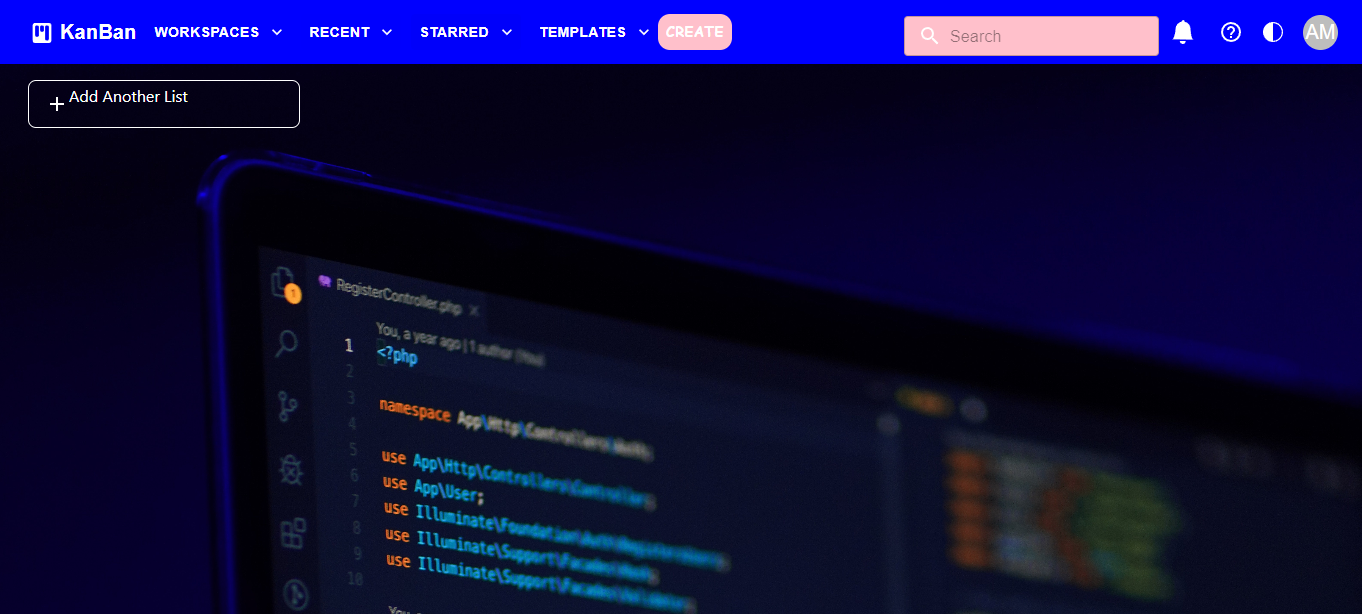 KanBan WORKSPACES RECENT STARRED TEMPLATES CREATE Search AM
Add Another List
RegisterController.php
1
You, a year ago | 1 author (You)
1 <?php
2
3 namespace App\Http\Controllers\Auth;
4
5 use App\Http\Controllers\Controller;
6 use App\User;
7 use Illuminate\Foundation\Auth\RegistersUsers;
8 use Illuminate\Support\Facades\Hash;
9 use Illuminate\Support\Facades\Validator;
10
You